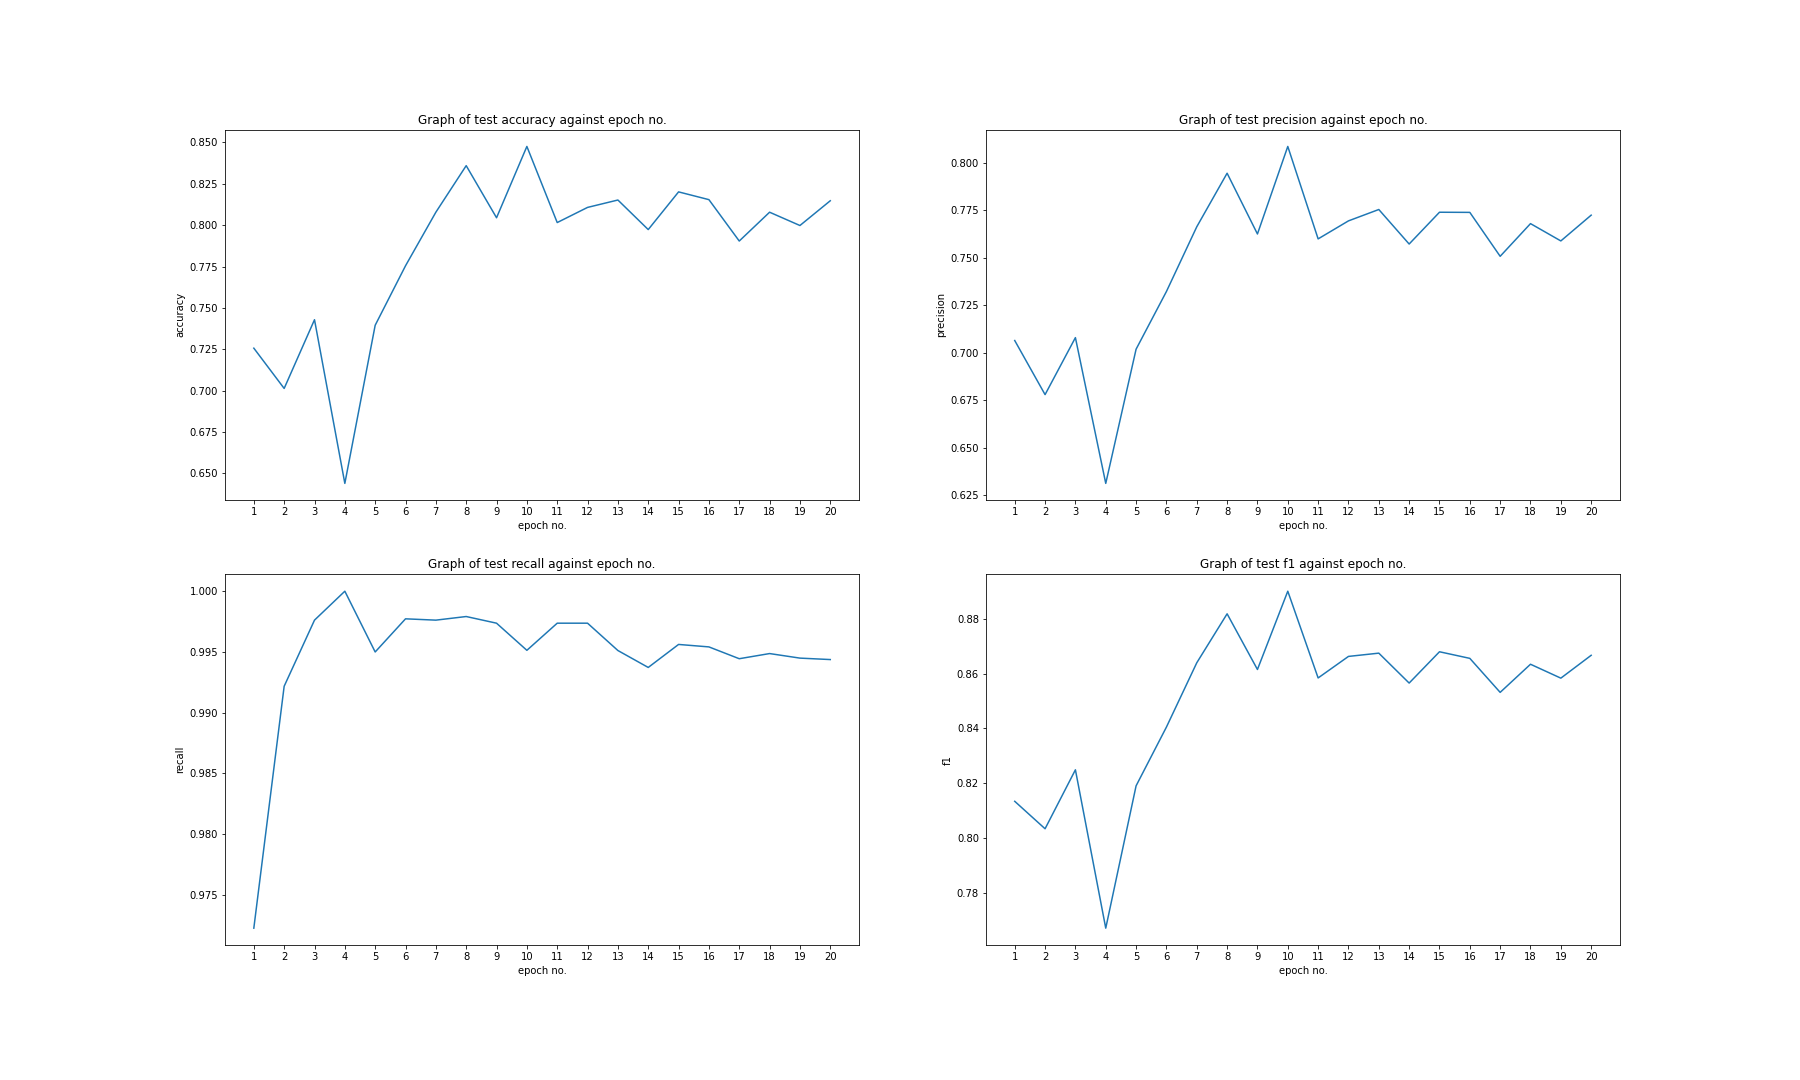 Graph of test accuracy against epoch no.
0.850
0.825
0.800
0.775
0.750
0.725
0.700
0.675
0.650
accuracy
1 2 3 4 5 6 7 8 9 10 11 12 13 14 15 16 17 18 19 20
epoch no.
Graph of test precision against epoch no.
0.800
0.775
0.750
0.725
0.700
0.675
0.650
0.625
precision
1 2 3 4 5 6 7 8 9 10 11 12 13 14 15 16 17 18 19 20
epoch no.
Graph of test recall against epoch no.
1.000
0.995
0.990
0.985
0.980
0.975
recall
1 2 3 4 5 6 7 8 9 10 11 12 13 14 15 16 17 18 19 20
epoch no.
Graph of test f1 against epoch no.
0.88
0.86
0.84
0.82
0.80
0.78
f1
1 2 3 4 5 6 7 8 9 10 11 12 13 14 15 16 17 18 19 20
epoch no.